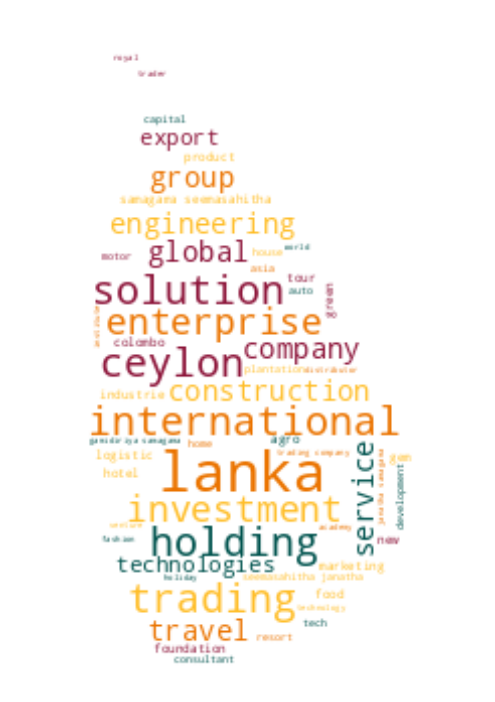 royal
trader
capital
export
product
group
samagama seemasahitha
engineering
global house world
motor
asia
solution tour
auto
green
institute
enterprise
colombo company
ceylon
plantation distributor
industrie construction
international
gamidiriya samagama home agro
logistic trading company
lanka
hotel
service
janatha samagama
development
investment
venture academy
fashion holding new
technologies marketing
holiday seemasahitha janatha
trading food
technology
travel tech
resort
foundation
consultant